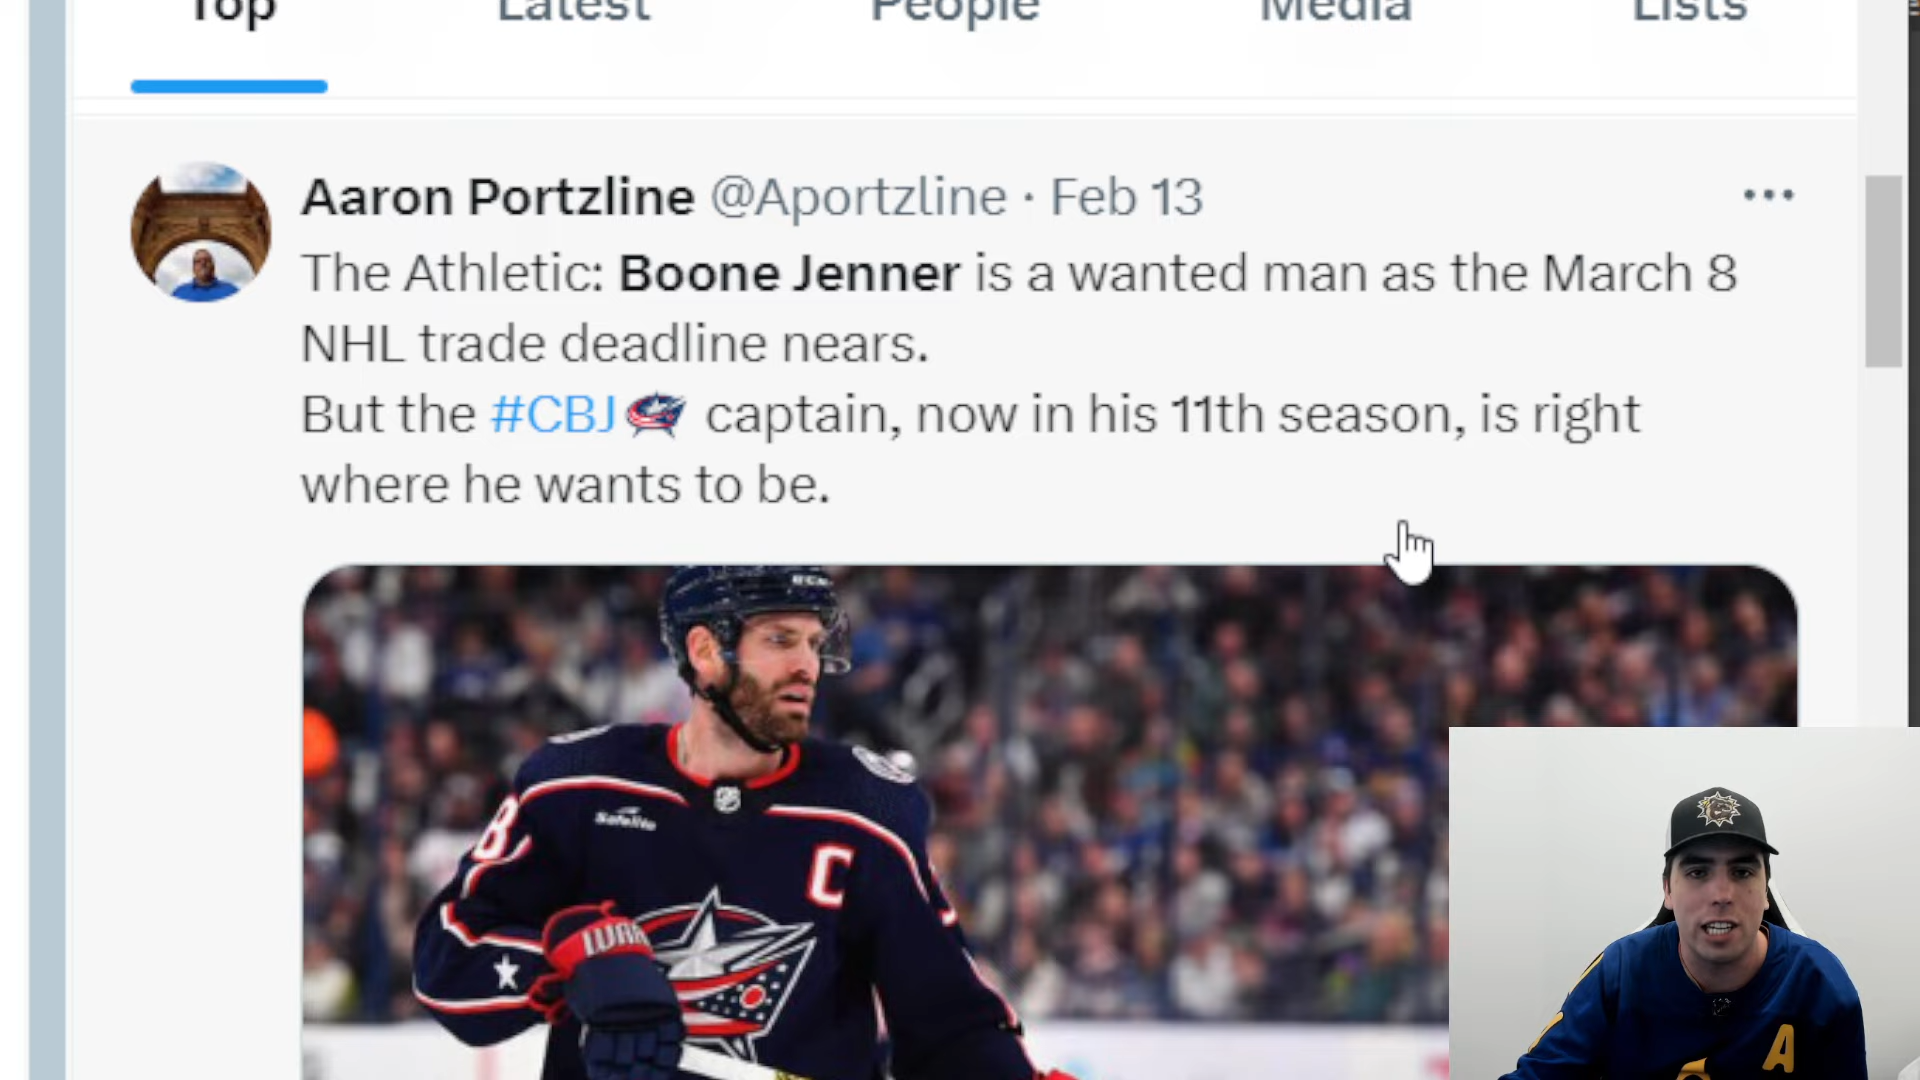 Top Latest People Media Lists
Aaron Portzline @Aportzline · Feb 13
The Athletic: Boone Jenner is a wanted man as the March 8
NHL trade deadline nears.
But the #CBJ captain, now in his 11th season, is right
where he wants to be.
Safelite
8
C
A